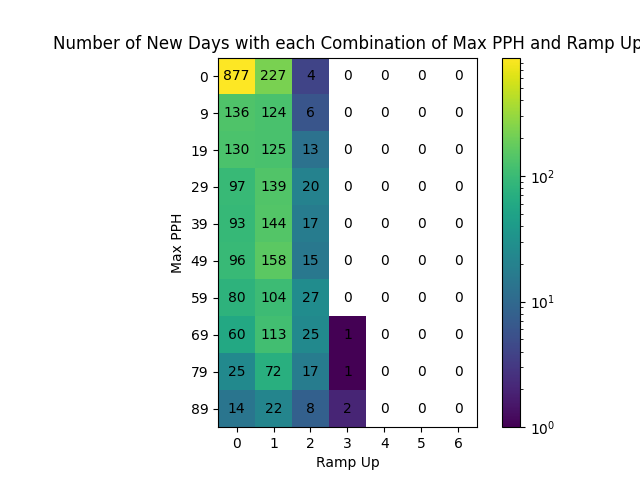 Number of New Days with each Combination of Max PPH and Ramp Up
0 877 227 4 0 0 0 0
9 136 124 6 0 0 0 0
19 130 125 13 0 0 0 0
29 97 139 20 0 0 0 0
39 93 144 17 0 0 0 0
49 96 158 15 0 0 0 0
59 80 104 27 0 0 0 0
69 60 113 25 1 0 0 0
79 25 72 17 1 0 0 0
89 14 22 8 2 0 0 0
0 1 2 3 4 5 6
Ramp Up
Max PPH
10²
10¹
10⁰